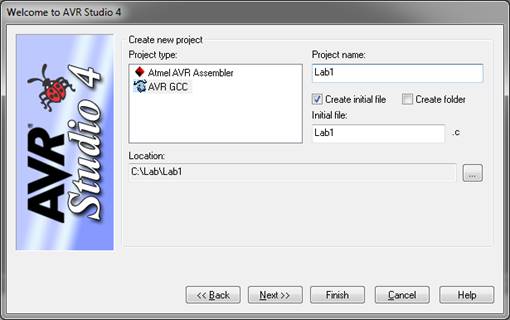 Welcome to AVR Studio 4
AVR®
Studio 4
Create new project
Project type:
Atmel AVR Assembler
AVR GCC
Project name:
Lab1
Create initial file
Create folder
Initial file:
Lab1
.c
Location:
C:\Lab\Lab1
...
<< Back
Next >>
Finish
Cancel
Help